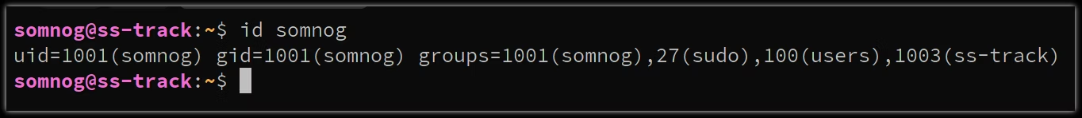 somnog@ss-track:~$ id somnog
uid=1001(somnog) gid=1001(somnog) groups=1001(somnog),27(sudo),100(users),1003(ss-track)
somnog@ss-track:~$